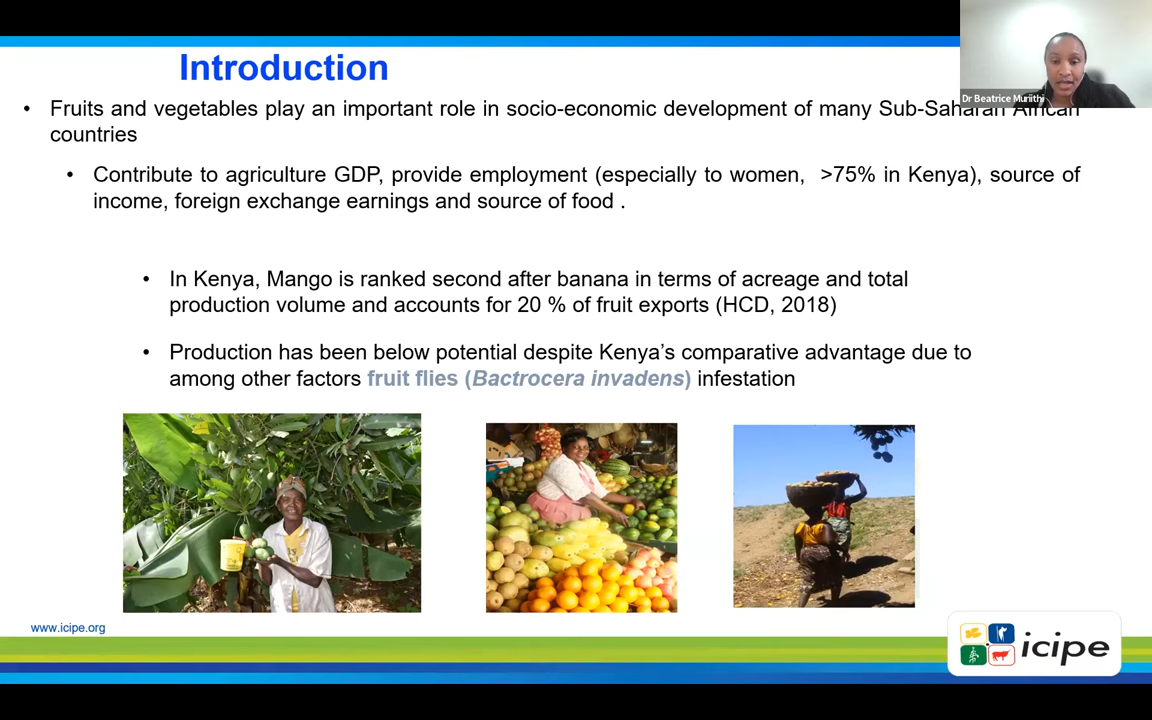 Introduction
Dr Beatrice Muriithi
• Fruits and vegetables play an important role in socio-economic development of many Sub-Saharan African
countries
• Contribute to agriculture GDP, provide employment (especially to women, >75% in Kenya), source of
income, foreign exchange earnings and source of food .
• In Kenya, Mango is ranked second after banana in terms of acreage and total
production volume and accounts for 20 % of fruit exports (HCD, 2018)
• Production has been below potential despite Kenya’s comparative advantage due to
among other factors fruit flies (Bactrocera invadens) infestation
www.icipe.org
icipe